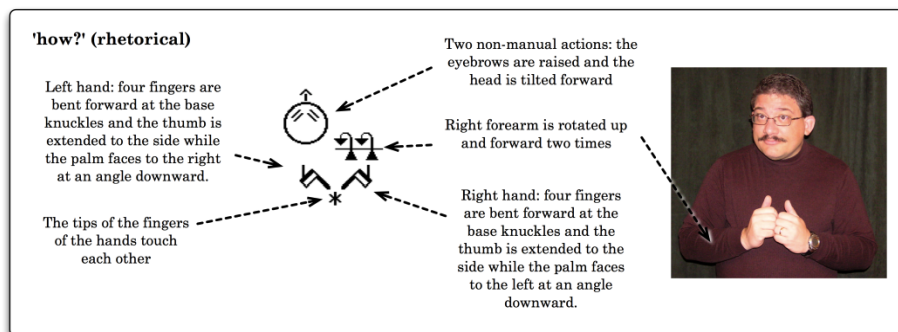 'how?' (rhetorical)
Two non-manual actions: the
eyebrows are raised and the
head is tilted forward
Left hand: four fingers are
bent forward at the base
knuckles and the thumb is
extended to the side while
the palm faces to the right
at an angle downward.
Right forearm is rotated up
and forward two times
The tips of the fingers
of the hands touch
each other
Right hand: four fingers
are bent forward at the
base knuckles and the
thumb is extended to the
side while the palm faces
to the left at an angle
downward.